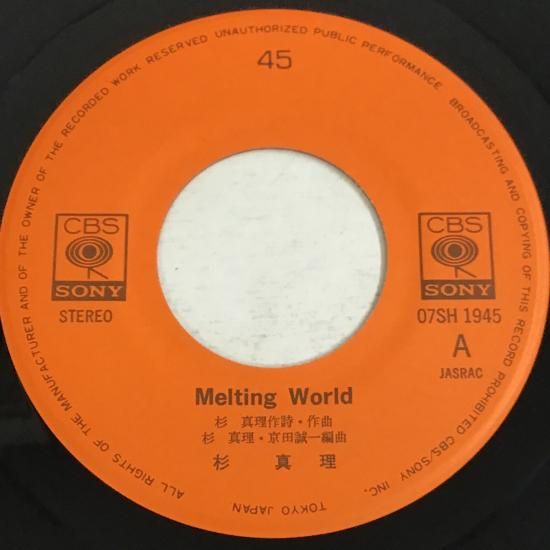 ALL RIGHTS OF THE MANUFACTURER AND OF THE OWNER OF THE RECORDED WORK RESERVED UNAUTHORIZED PUBLIC PERFORMANCE BROADCASTING AND COPYING OF THIS RECORD PROHIBITED CBS/SONY INC.
45
CBS
SONY
STEREO
CBS
SONY
07SH 1945
A
JASRAC
Melting World
杉 真理作詩・作曲
杉 真理・京田誠一編曲
杉 真 理
TOKYO JAPAN